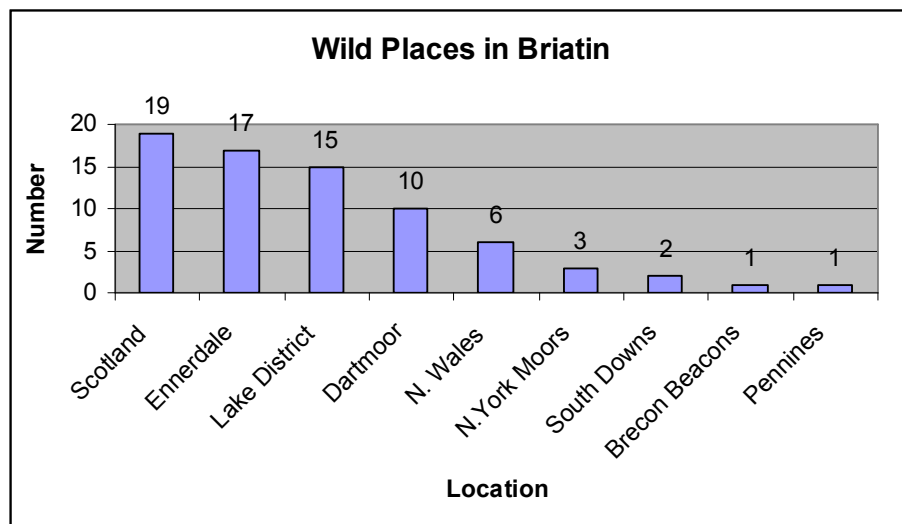 Wild Places in Briatin
Number
20
15
10
5
0
19
17
15
10
6
3
2
1
1
Scotland
Ennerdale
Lake District
Dartmoor
N. Wales
N.York Moors
South Downs
Brecon Beacons
Pennines
Location